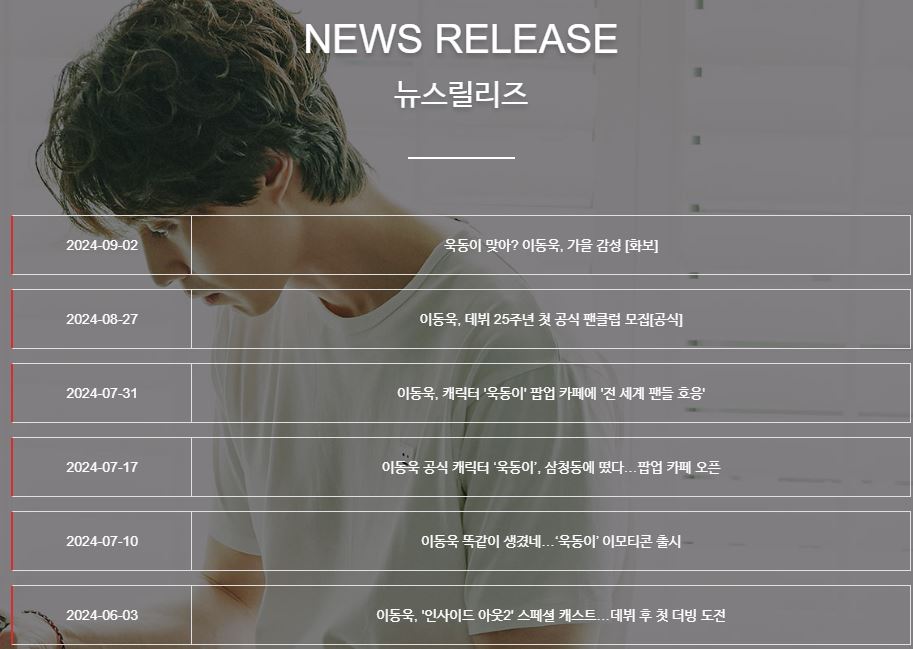 NEWS RELEASE
뉴스릴리즈
2024-09-02 욱동이 맞아? 이동욱, 가을 감성 [화보]
2024-08-27 이동욱, 데뷔 25주년 첫 공식 팬클럽 모집[공식]
2024-07-31 이동욱, 캐릭터 '욱동이' 팝업 카페에 '전 세계 팬들 호응'
2024-07-17 이동욱 공식 캐릭터 ‘욱동이’, 삼청동에 떴다…팝업 카페 오픈
2024-07-10 이동욱 똑같이 생겼네…‘욱동이’ 이모티콘 출시
2024-06-03 이동욱, '인사이드 아웃2' 스페셜 캐스트…데뷔 후 첫 더빙 도전